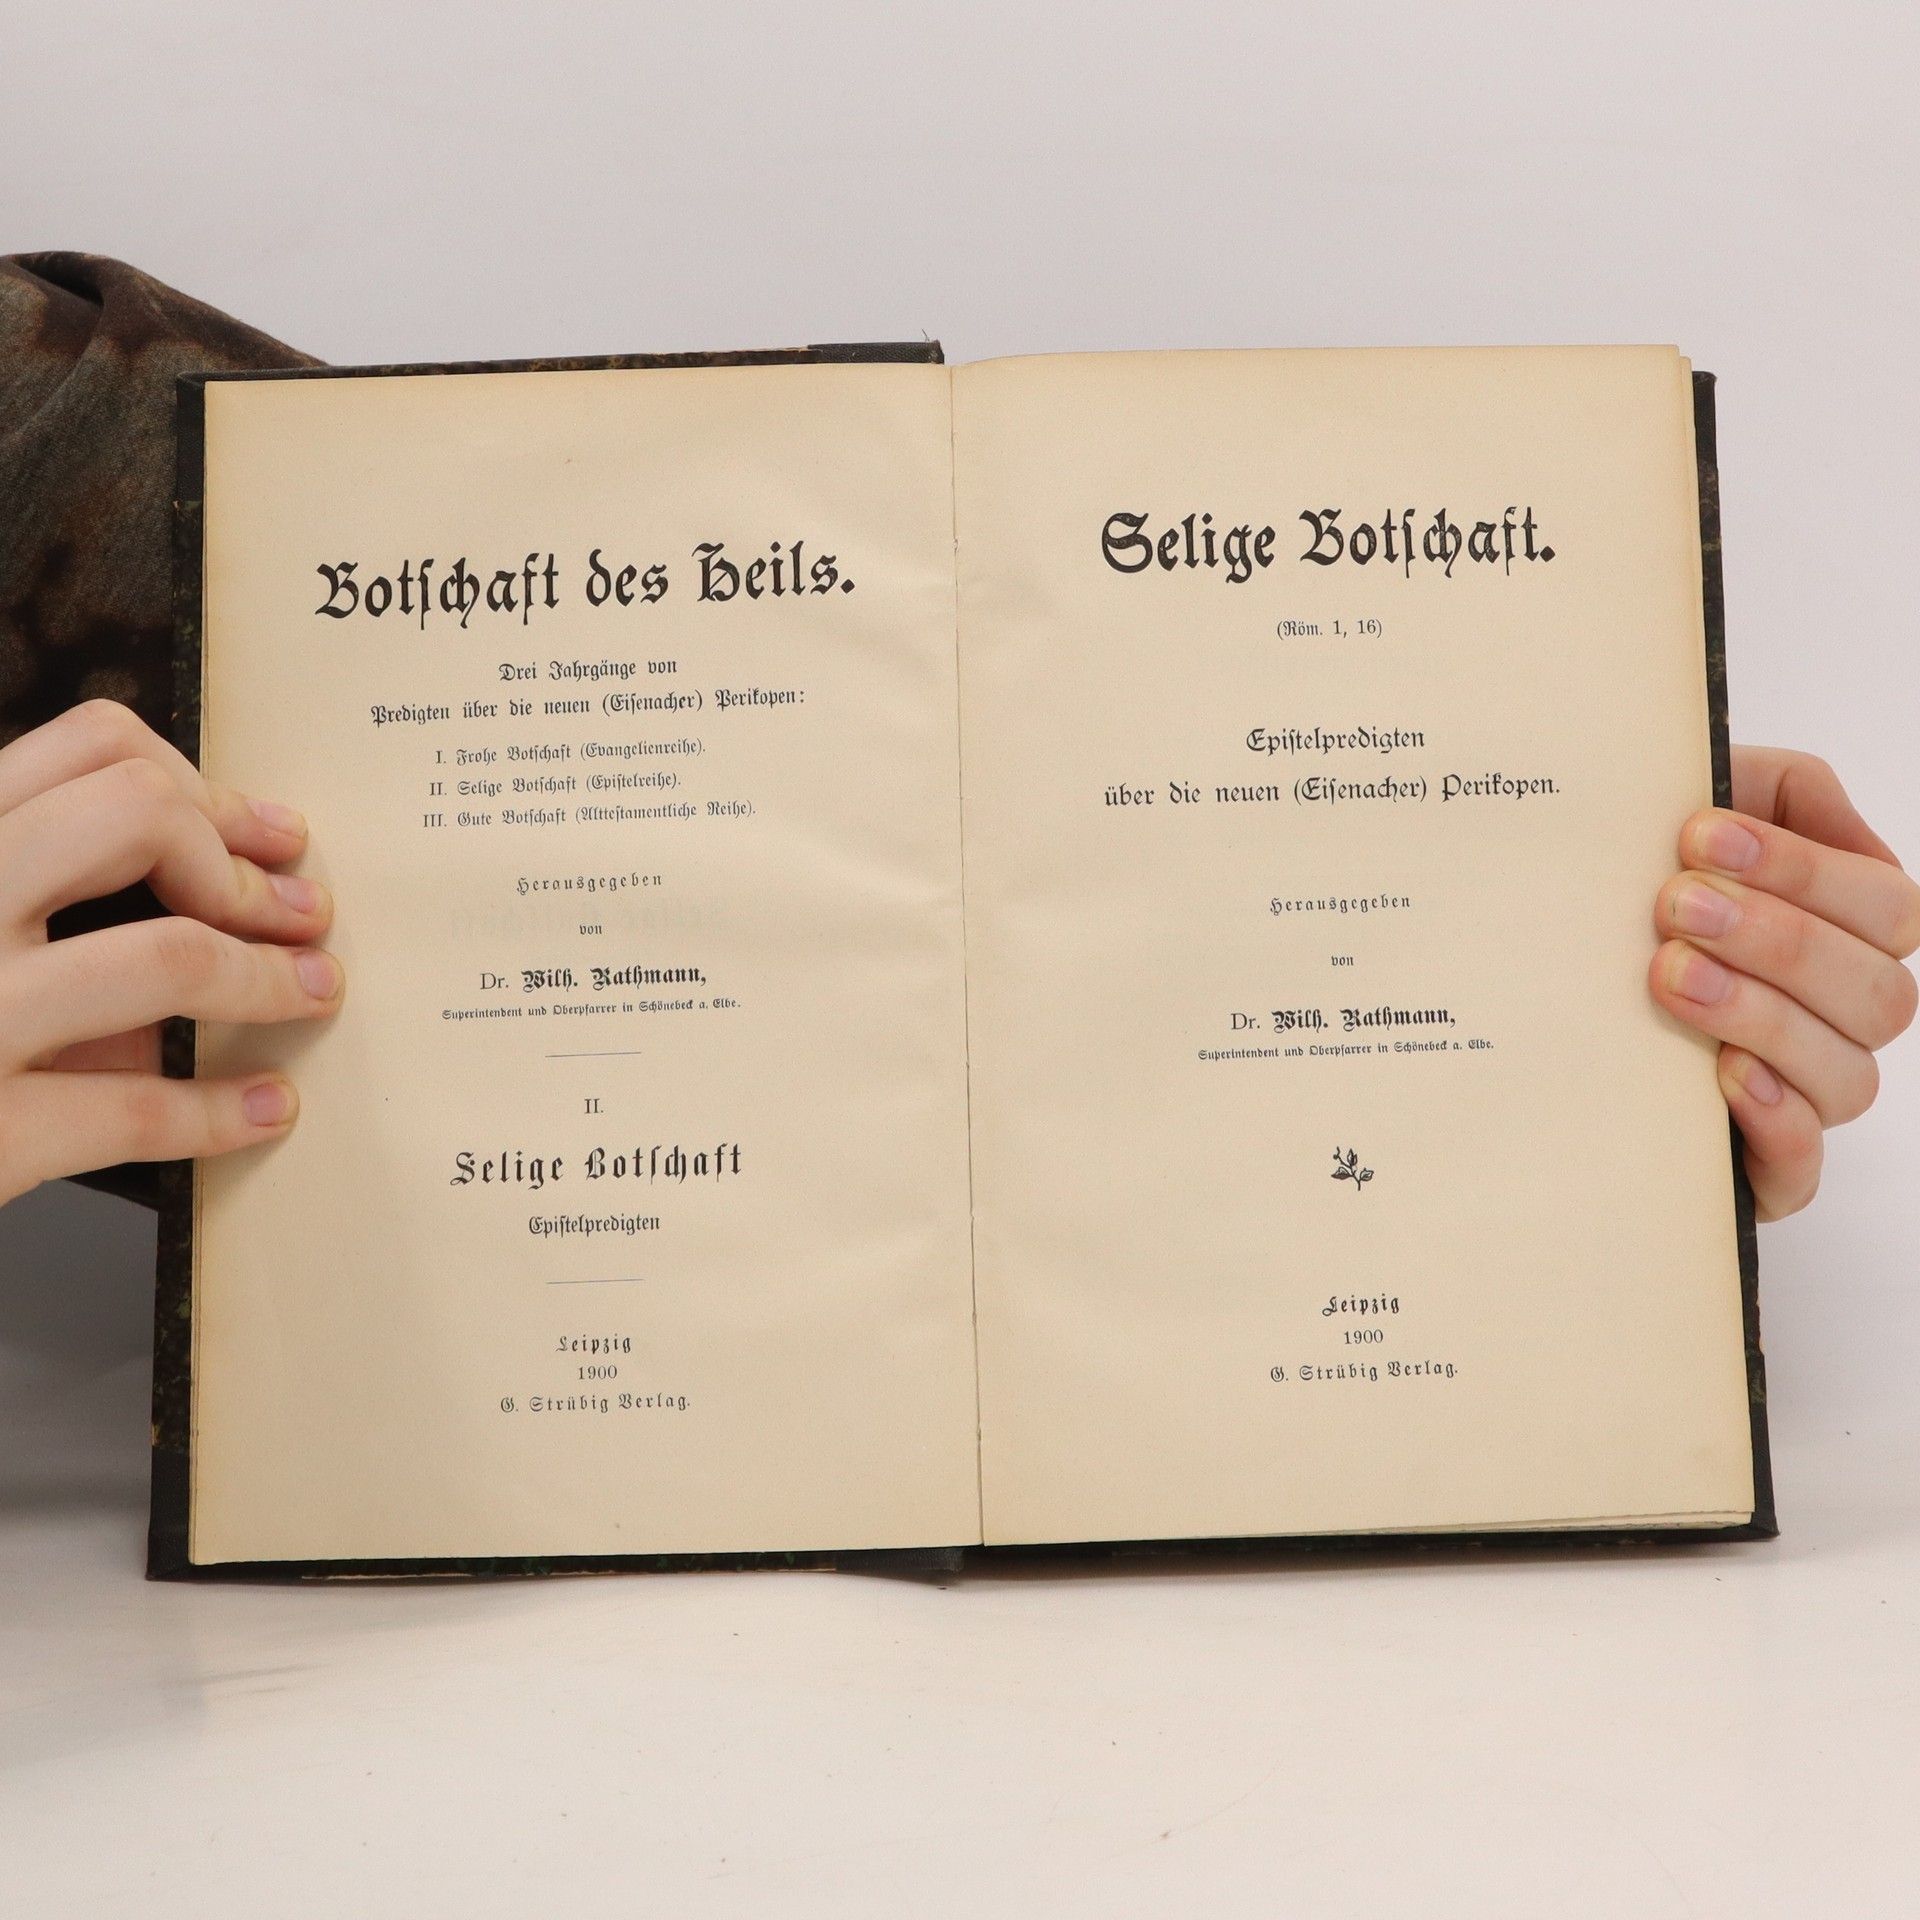 Botſchaft des Heils.
Drei Jahrgänge von
Predigten über die neuen (Eiſenacher) Perikopen:
I. Frohe Botſchaft (Evangelienreihe).
II. Selige Botſchaft (Epiſtelreihe).
III. Gute Botſchaft (Altteſtamentliche Reihe).
Herausgegeben
von
Dr. Wilh. Rathmann,
Superintendent und Oberpfarrer in Schönebeck a. Elbe.
II.
Selige Botſchaft
Epiſtelpredigten
Leipzig
1900
G. Strübig Verlag.
Selige Botſchaft.
(Röm. 1, 16)
Epiſtelpredigten
über die neuen (Eiſenacher) Perikopen.
Herausgegeben
von
Dr. Wilh. Rathmann,
Superintendent und Oberpfarrer in Schönebeck a. Elbe.
Leipzig
1900
G. Strübig Verlag.